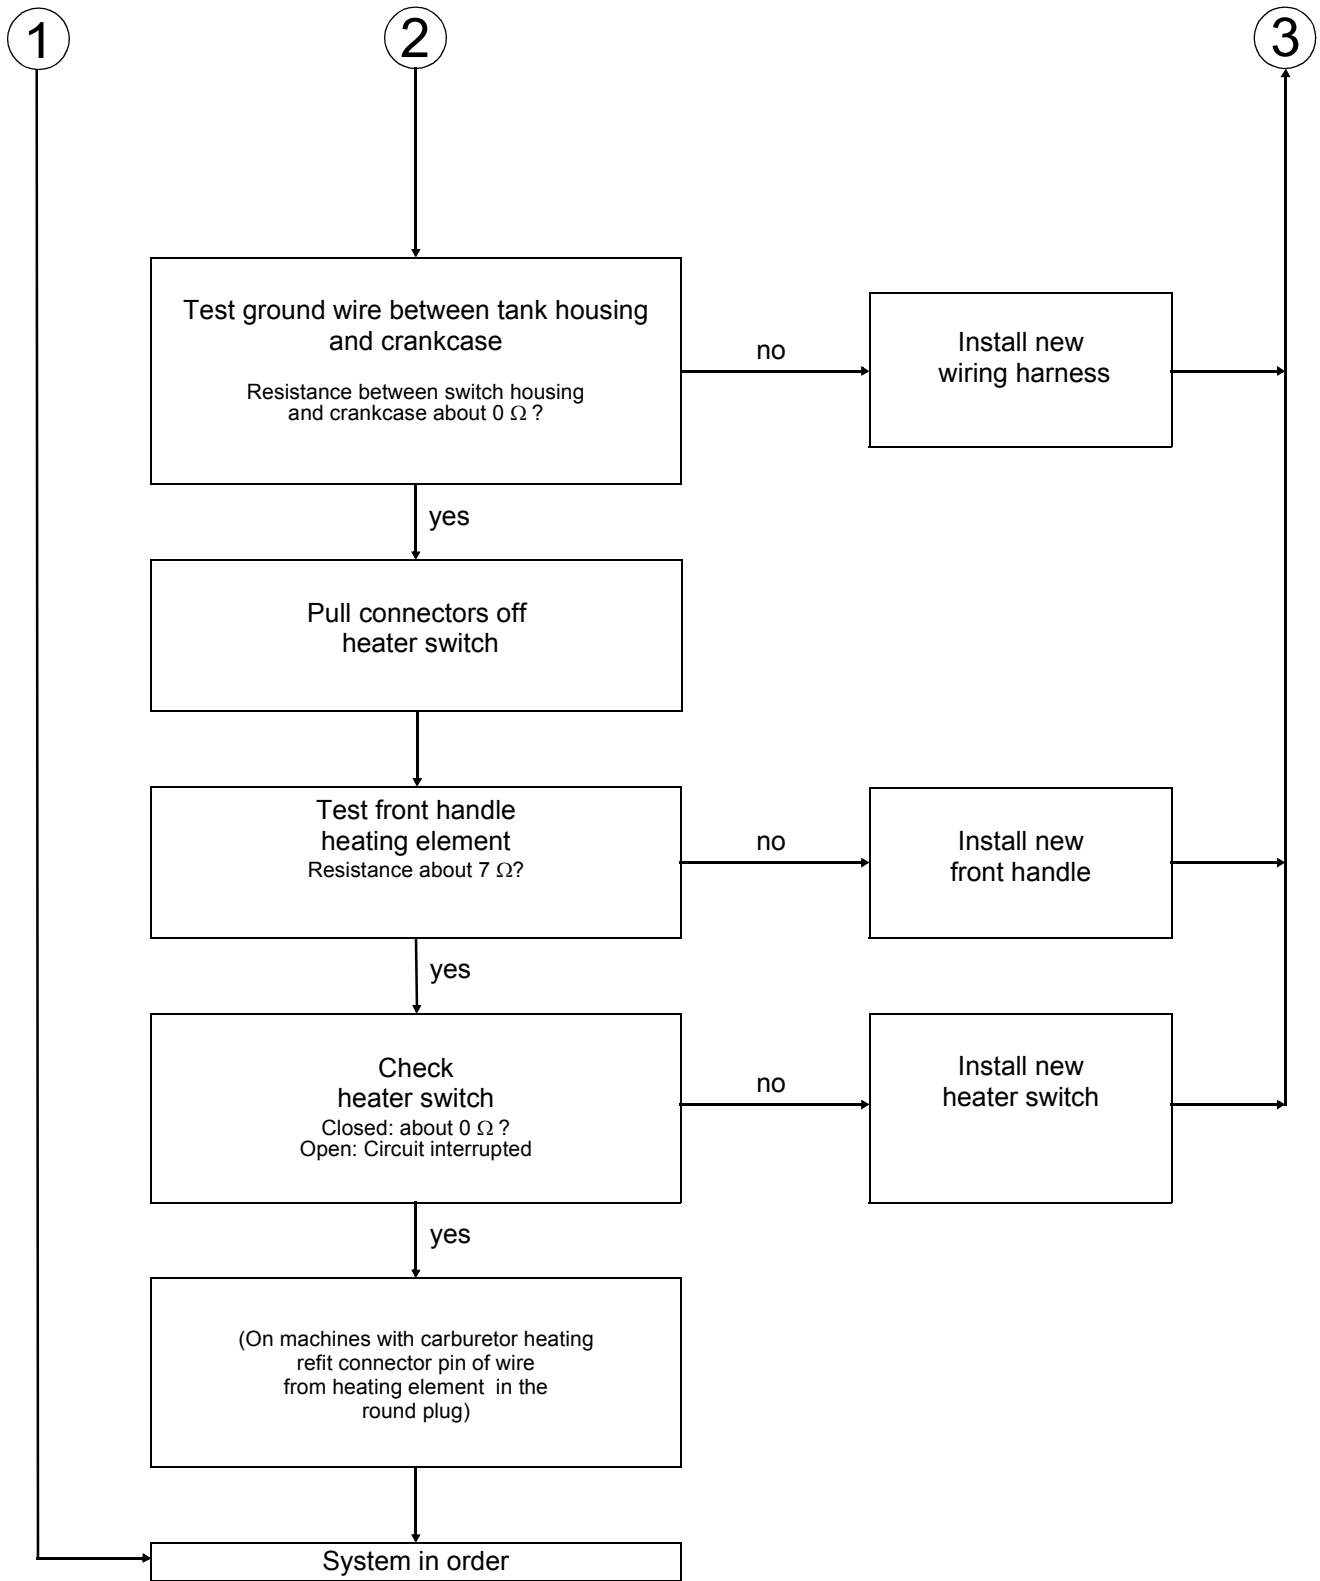 1
2
3
Test ground wire between tank housing
and crankcase
Resistance between switch housing
and crankcase about 0 Ω ?
no
Install new
wiring harness
yes
Pull connectors off
heater switch
Test front handle
heating element
Resistance about 7 Ω?
no
Install new
front handle
yes
Check
heater switch
Closed: about 0 Ω ?
Open: Circuit interrupted
no
Install new
heater switch
yes
(On machines with carburetor heating
refit connector pin of wire
from heating element in the
round plug)
System in order